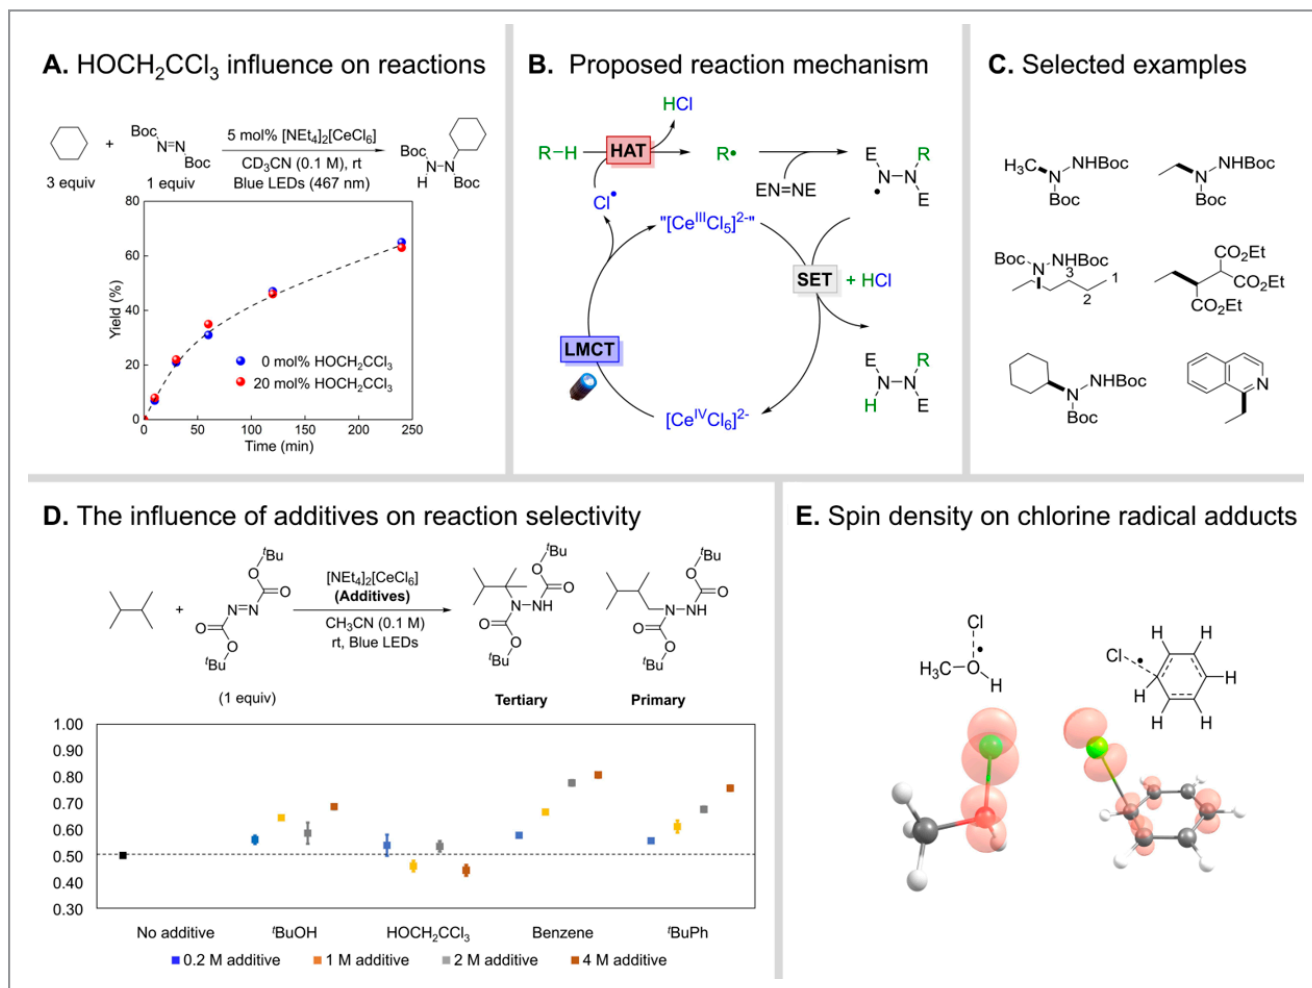 A. HOCH₂CCl₃ influence on reactions
+
Boc
N=N
Boc
5 mol% [NEt₄]₂[CeCl₆]
CD₃CN (0.1 M), rt
Blue LEDs (467 nm)
Boc
N-N
H
Boc
3 equiv
1 equiv
Yield (%)
80
60
40
20
0
0 mol% HOCH₂CCl₃
20 mol% HOCH₂CCl₃
0
50
100
150
200
250
Time (min)
B. Proposed reaction mechanism
HCl
R-H
HAT
R•
EN=NE
E
R
N-N
•
E
Cl•
"[CeᴵᴵᴵCl₅]²⁻"
SET
+ HCl
LMCT
[CeᴵⱽCl₆]²⁻
E
R
N-N
H
E
C. Selected examples
H₃C
N
NHBoc
Boc
N
NHBoc
Boc
Boc
N
NHBoc
3
1
2
CO₂Et
CO₂Et
CO₂Et
CO₂Et
N
NHBoc
Boc
N
D. The influence of additives on reaction selectivity
+
ᵗBu
O
O
N=N
O
O
ᵗBu
(1 equiv)
[NEt₄]₂[CeCl₆]
(Additives)
CH₃CN (0.1 M)
rt, Blue LEDs
ᵗBu
O
O
N-NH
O
O
ᵗBu
Tertiary
ᵗBu
O
O
N-NH
O
O
ᵗBu
Primary
1.00
0.90
0.80
0.70
0.60
0.50
0.40
0.30
No additive
ᵗBuOH
HOCH₂CCl₃
Benzene
ᵗBuPh
0.2 M additive
1 M additive
2 M additive
4 M additive
E. Spin density on chlorine radical adducts
Cl
•
H₃C
O
H
Cl
•
H
H
H
H
H
H